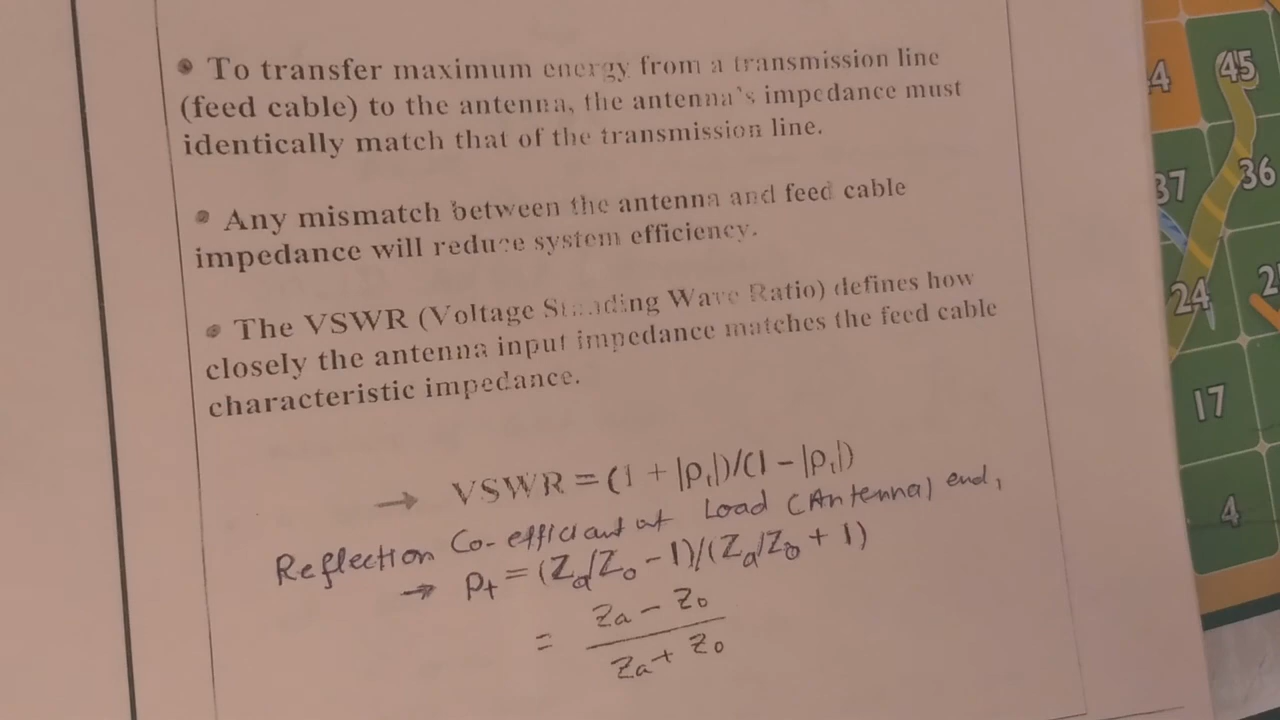 • To transfer maximum energy from a transmission line
(feed cable) to the antenna, the antenna's impedance must
identically match that of the transmission line.
• Any mismatch between the antenna and feed cable
impedance will reduce system efficiency.
• The VSWR (Voltage Standing Wave Ratio) defines how
closely the antenna input impedance matches the feed cable
characteristic impedance.
→ VSWR = (1 + |ρₜ|)/(1 − |ρₜ|)
Reflection Co-efficiant at Load (Antenna) end,
→ ρₜ = (Zₐ/Z₀ − 1)/(Zₐ/Z₀ + 1)
= Zₐ − Z₀
Zₐ + Z₀
45
36
37
24
17
4